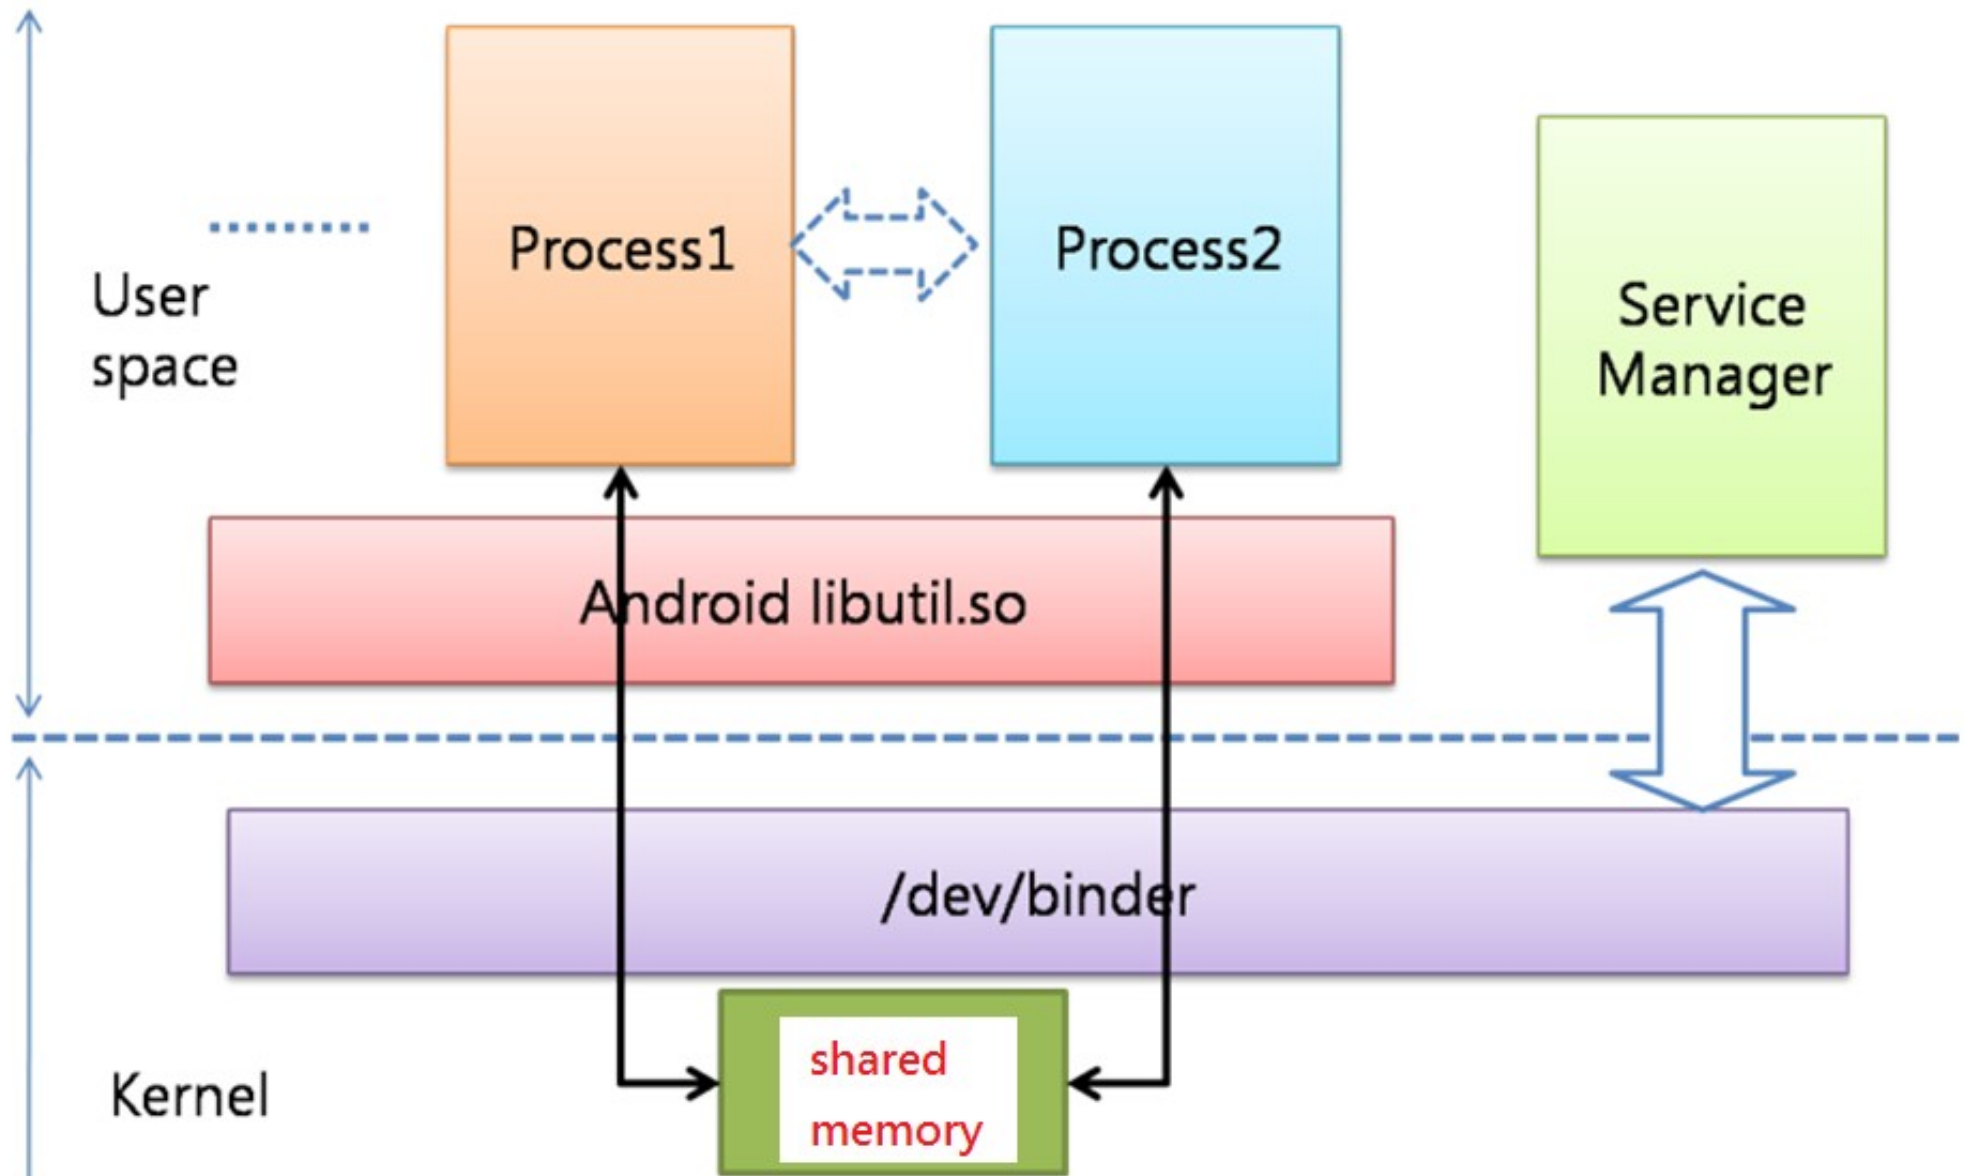 Process1
Process2
User
space
Service
Manager
Android libutil.so
/dev/binder
Kernel
shared
memory